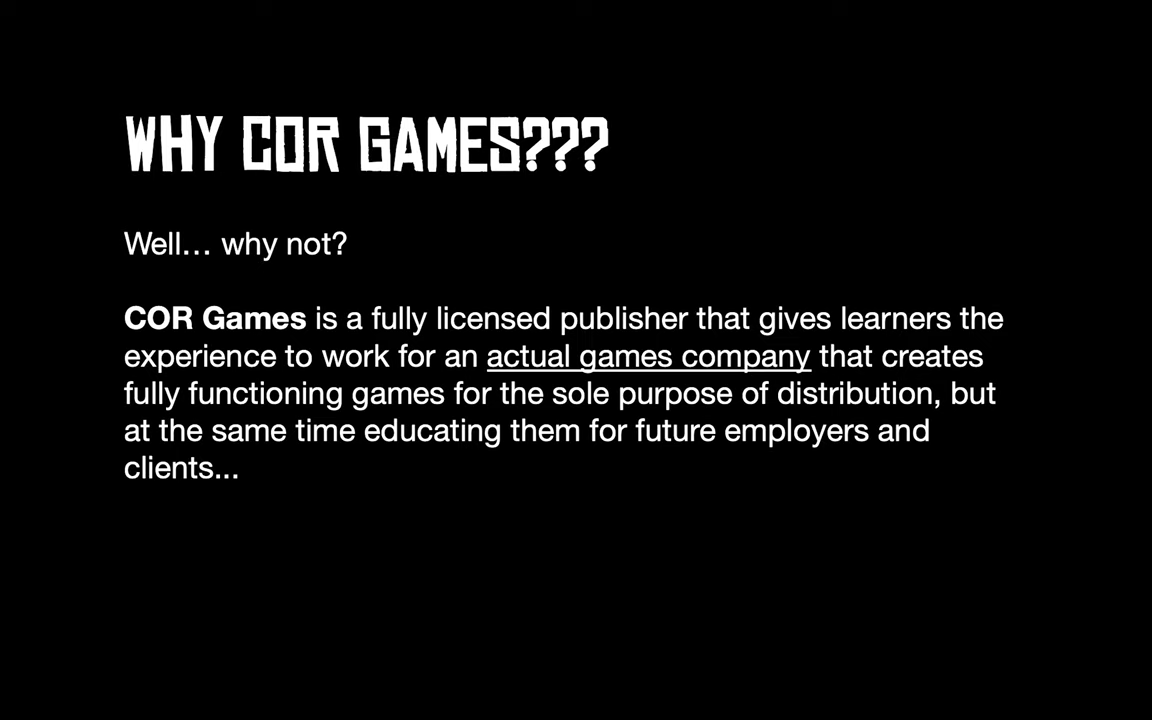 WHY COR GAMES???
Well… why not?
COR Games is a fully licensed publisher that gives learners the
experience to work for an actual games company that creates
fully functioning games for the sole purpose of distribution, but
at the same time educating them for future employers and
clients...